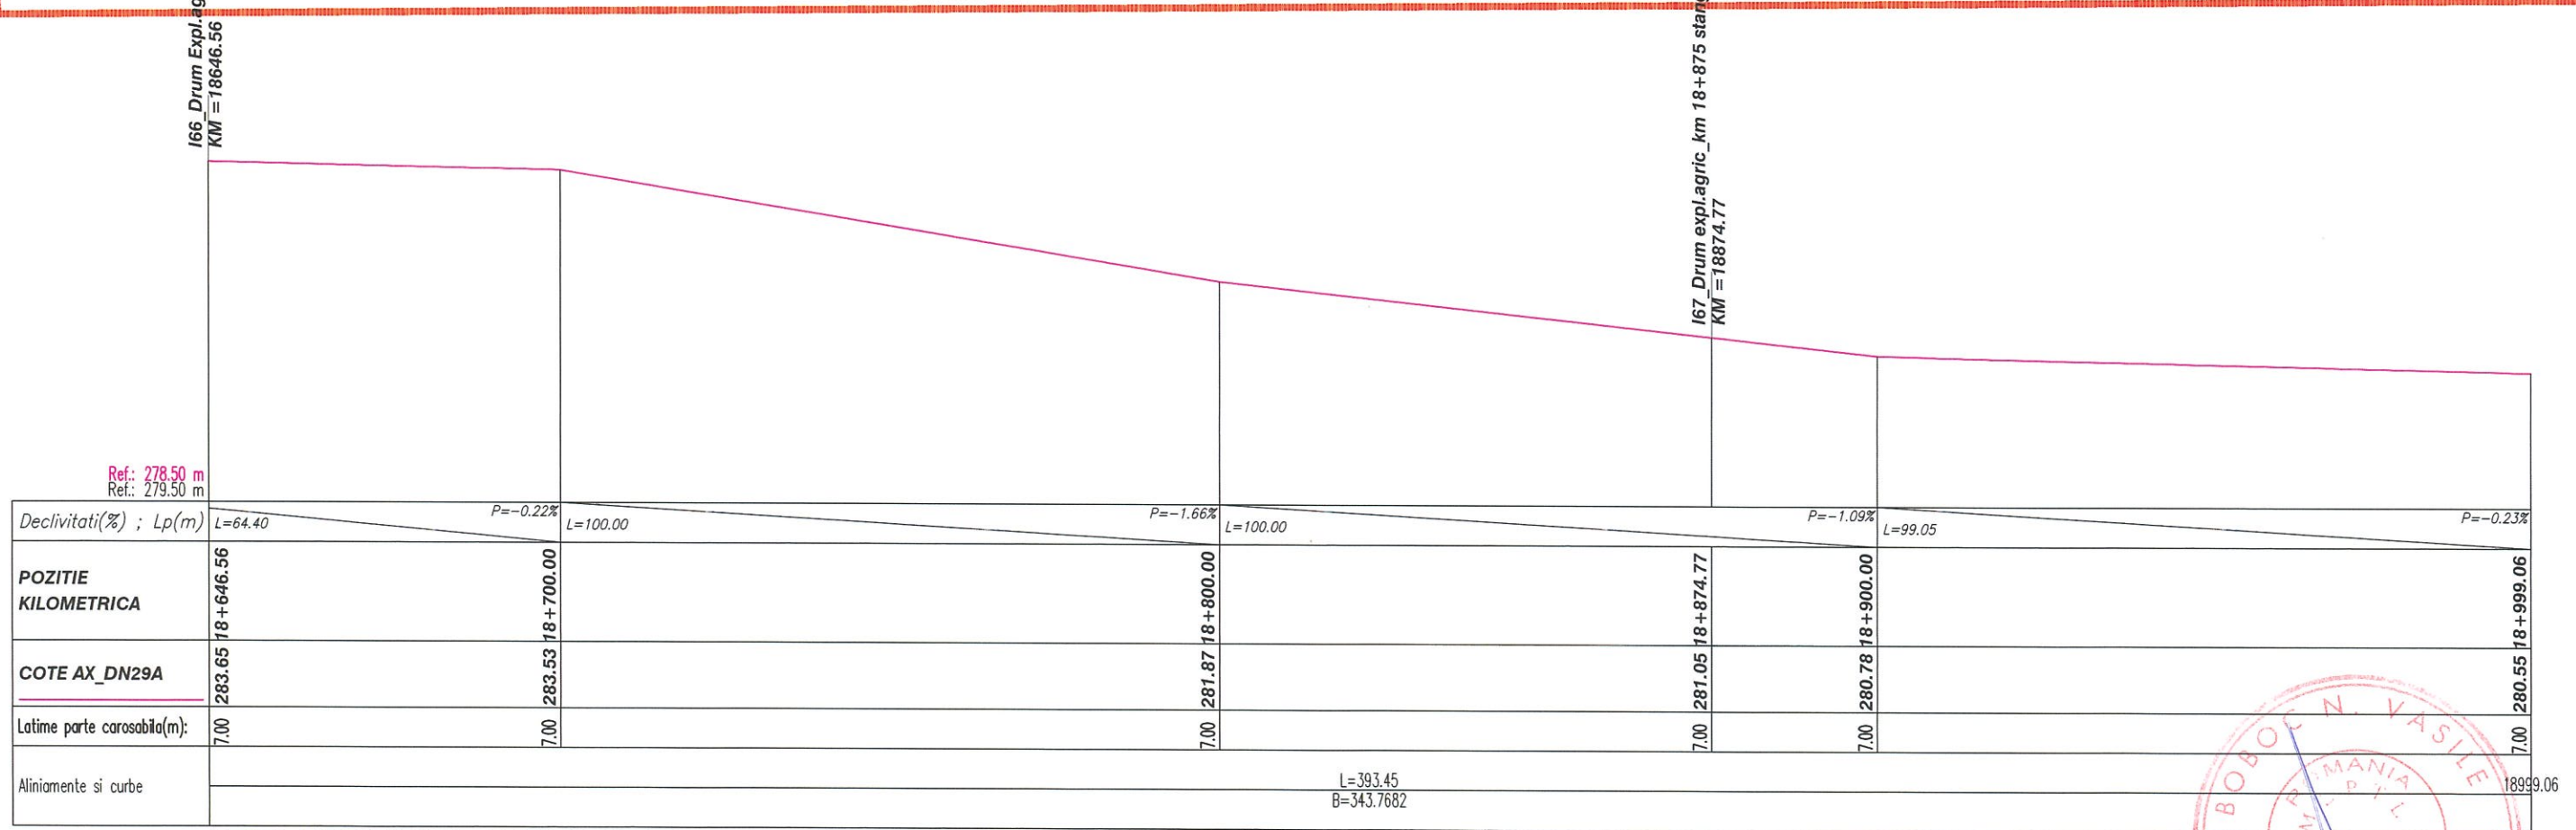 I66_Drum Expl.ag
KM =18646.56
I67_Drum expl.agric_km 18+875 stan
KM =18874.77
Ref.: 278.50 m
Ref.: 279.50 m
Declivitati(%) ; Lp(m) L=64.40 P=-0.22% L=100.00 P=-1.66% L=100.00 P=-1.09% L=99.05 P=-0.23%
POZITIE
KILOMETRICA
18+646.56 18+700.00 18+800.00 18+874.77 18+900.00 18+999.06
COTE AX_DN29A 283.65 283.53 281.87 281.05 280.78 280.55
Latime parte carosabila(m): 7.00 7.00 7.00 7.00 7.00 7.00
Aliniamente si curbe
L=393.45
B=343.7682
18999.06
BOBOC N. VASILE
ROMANIA